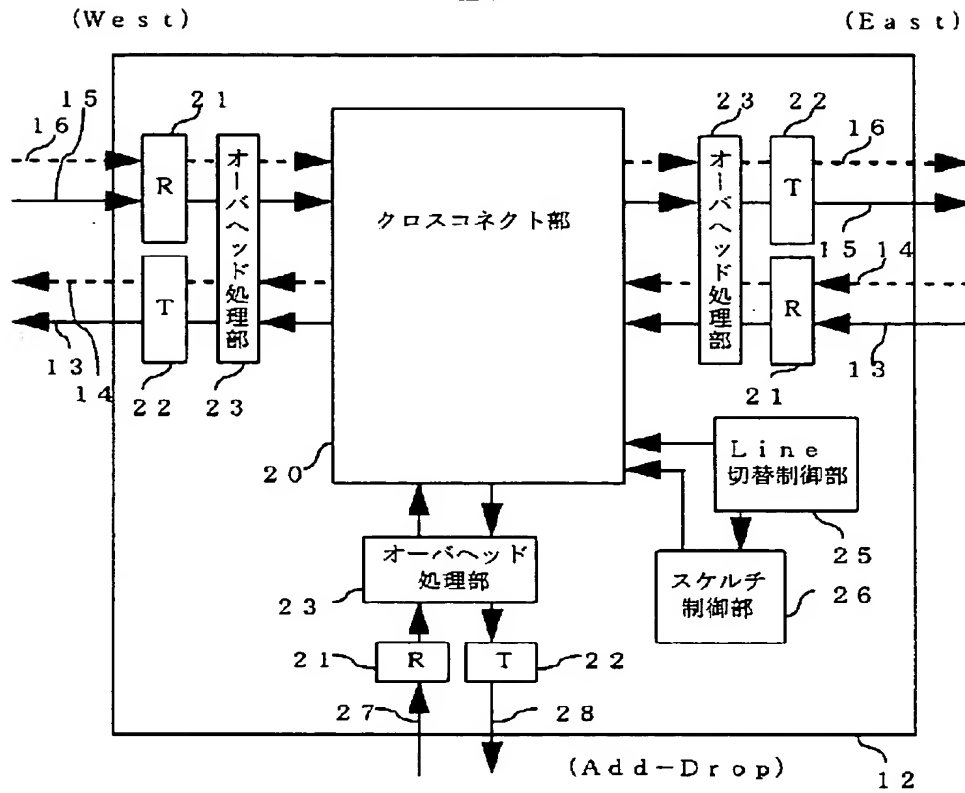 (West)
(East)
15
21
16
23
22
16
R
オーバヘッド処理部
クロスコネクト部
オーバヘッド処理部
T
15
14
T
R
13
14
22
23
13
21
20
Line
切替制御部
25
オーバヘッド
処理部
23
スケルチ
制御部
26
21
R
T
22
27
28
(Add-Drop)
12